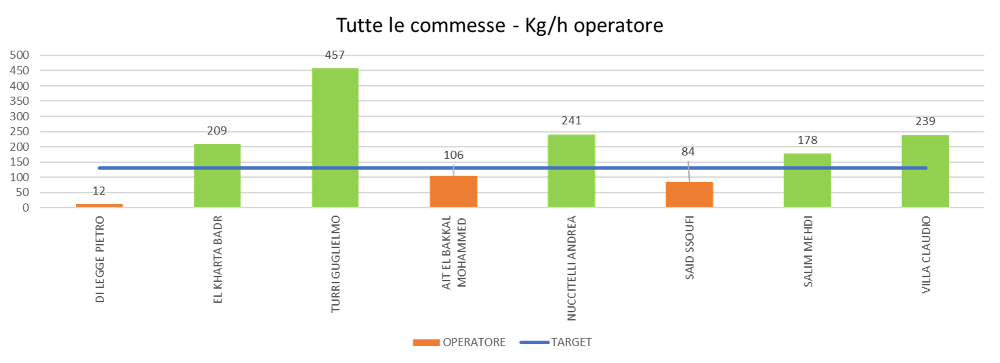 Tutte le commesse - Kg/h operatore
500
450
400
350
300
250
200
150
100
50
0
12
209
457
106
241
84
178
239
DI LEGGE PIETRO
EL KHARTA BADR
TURRI GUGLIELMO
AIT EL BAKKAL
MOHAMMED
NUCCITELLI ANDREA
SAID SSOUFI
SALIM MEHDI
VILLA CLAUDIO
OPERATORE
TARGET